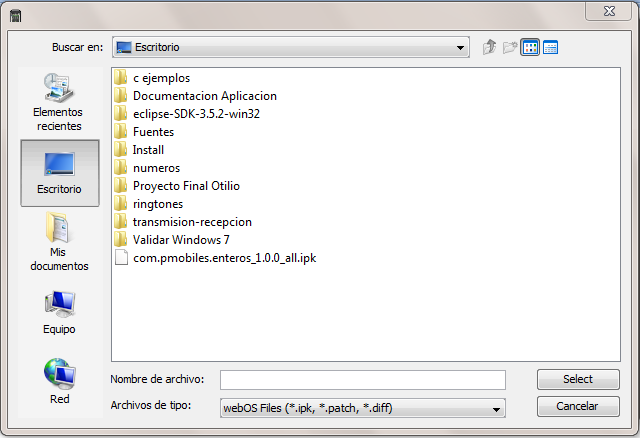 Buscar en: Escritorio
Elementos
recientes
Escritorio
Mis
documentos
Equipo
Red
c ejemplos
Documentacion Aplicacion
eclipse-SDK-3.5.2-win32
Fuentes
Install
numeros
Proyecto Final Otilio
ringtones
transmision-recepcion
Validar Windows 7
com.pmobiles.enteros_1.0.0_all.ipk
Nombre de archivo:
Select
Archivos de tipo: webOS Files (*.ipk, *.patch, *.diff)
Cancelar